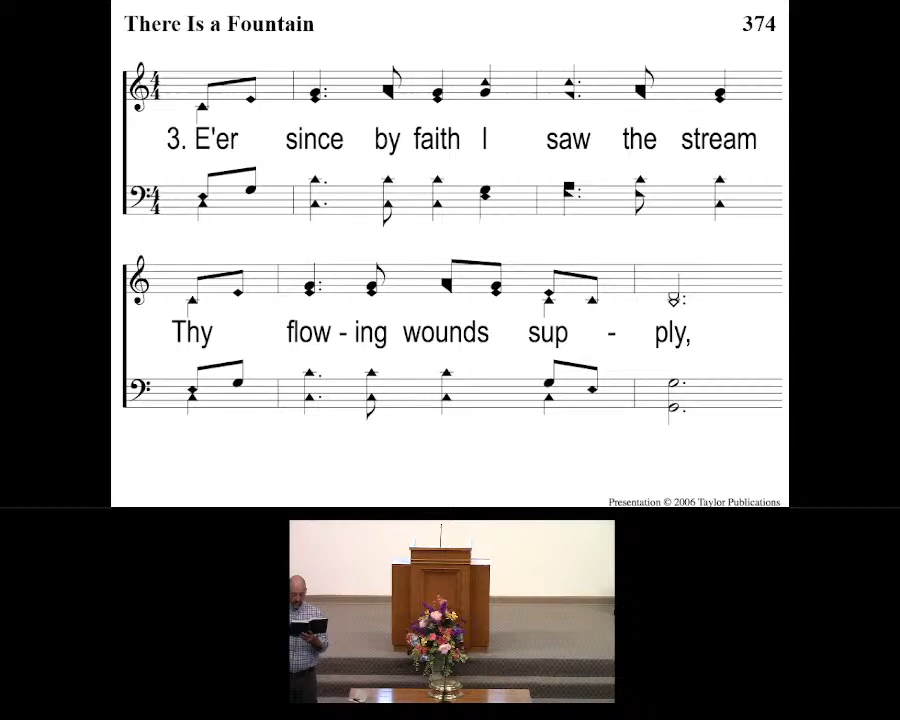 There Is a Fountain 374
3. E'er since by faith I saw the stream
Thy flow - ing wounds sup - ply,
Presentation © 2006 Taylor Publications